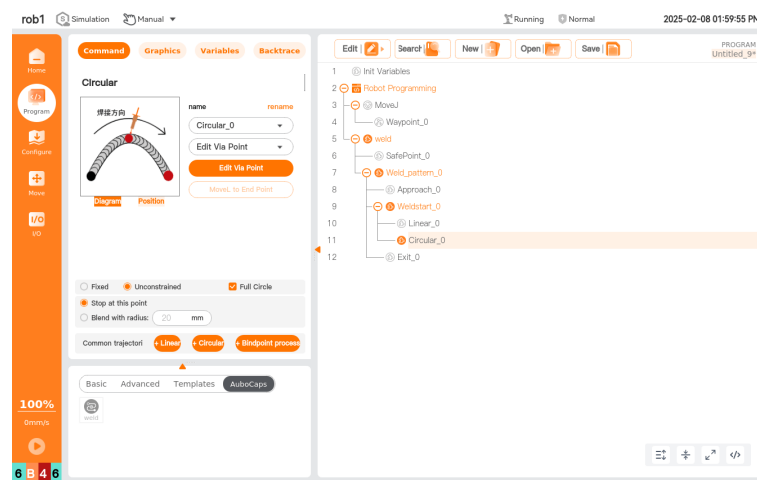 rob1 Simulation Manual Running Normal 2025-02-08 01:59:55 PM
Home
Program
Configure
Move
I/O
I/O
100%
0mm/s
6 B 4 6
Command Graphics Variables Backtrace
Circular
焊接方向
Diagram Position
name rename
Circular_0
Edit Via Point
Edit Via Point
MoveL to End Point
Fixed Unconstrained Full Circle
Stop at this point
Blend with radius: 20 mm
Common trajectori + Linear + Circular + Bindpoint process
Basic Advanced Templates AuboCaps
weld
Edit Search New Open Save
PROGRAM
Untitled_9*
1 Init Variables
2 Robot Programming
3 MoveJ
4 Waypoint_0
5 weld
6 SafePoint_0
7 Weld_pattern_0
8 Approach_0
9 Weldstart_0
10 Linear_0
11 Circular_0
12 Exit_0